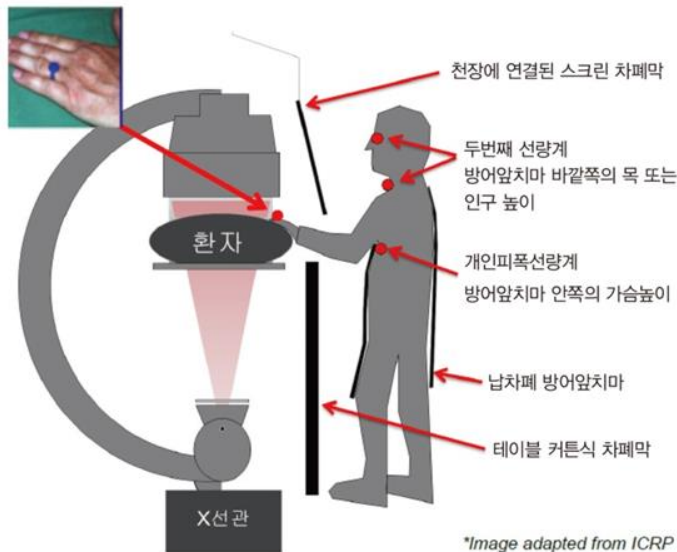 천장에 연결된 스크린 차폐막
두번째 선량계
방어앞치마 바깥쪽의 목 또는
인구 높이
환자
개인피폭선량계
방어앞치마 안쪽의 가슴높이
납차폐 방어앞치마
테이블 커튼식 차폐막
X선관
*Image adapted from ICRP